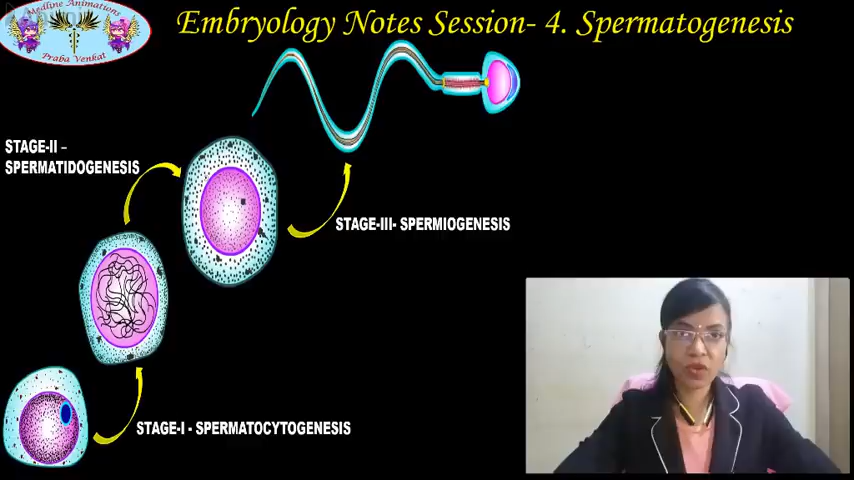 Medline Animations
Praba Venkat
Embryology Notes Session- 4. Spermatogenesis
STAGE-II –
SPERMATIDOGENESIS
STAGE-III- SPERMIOGENESIS
STAGE-I - SPERMATOCYTOGENESIS